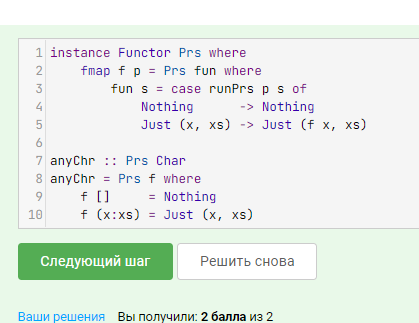 1 instance Functor Prs where
2     fmap f p = Prs fun where
3         fun s = case runPrs p s of
4             Nothing      -> Nothing
5             Just (x, xs) -> Just (f x, xs)
6
7 anyChr :: Prs Char
8 anyChr = Prs f where
9     f []     = Nothing
10     f (x:xs) = Just (x, xs)
Следующий шаг Решить снова
Ваши решения Вы получили: 2 балла из 2